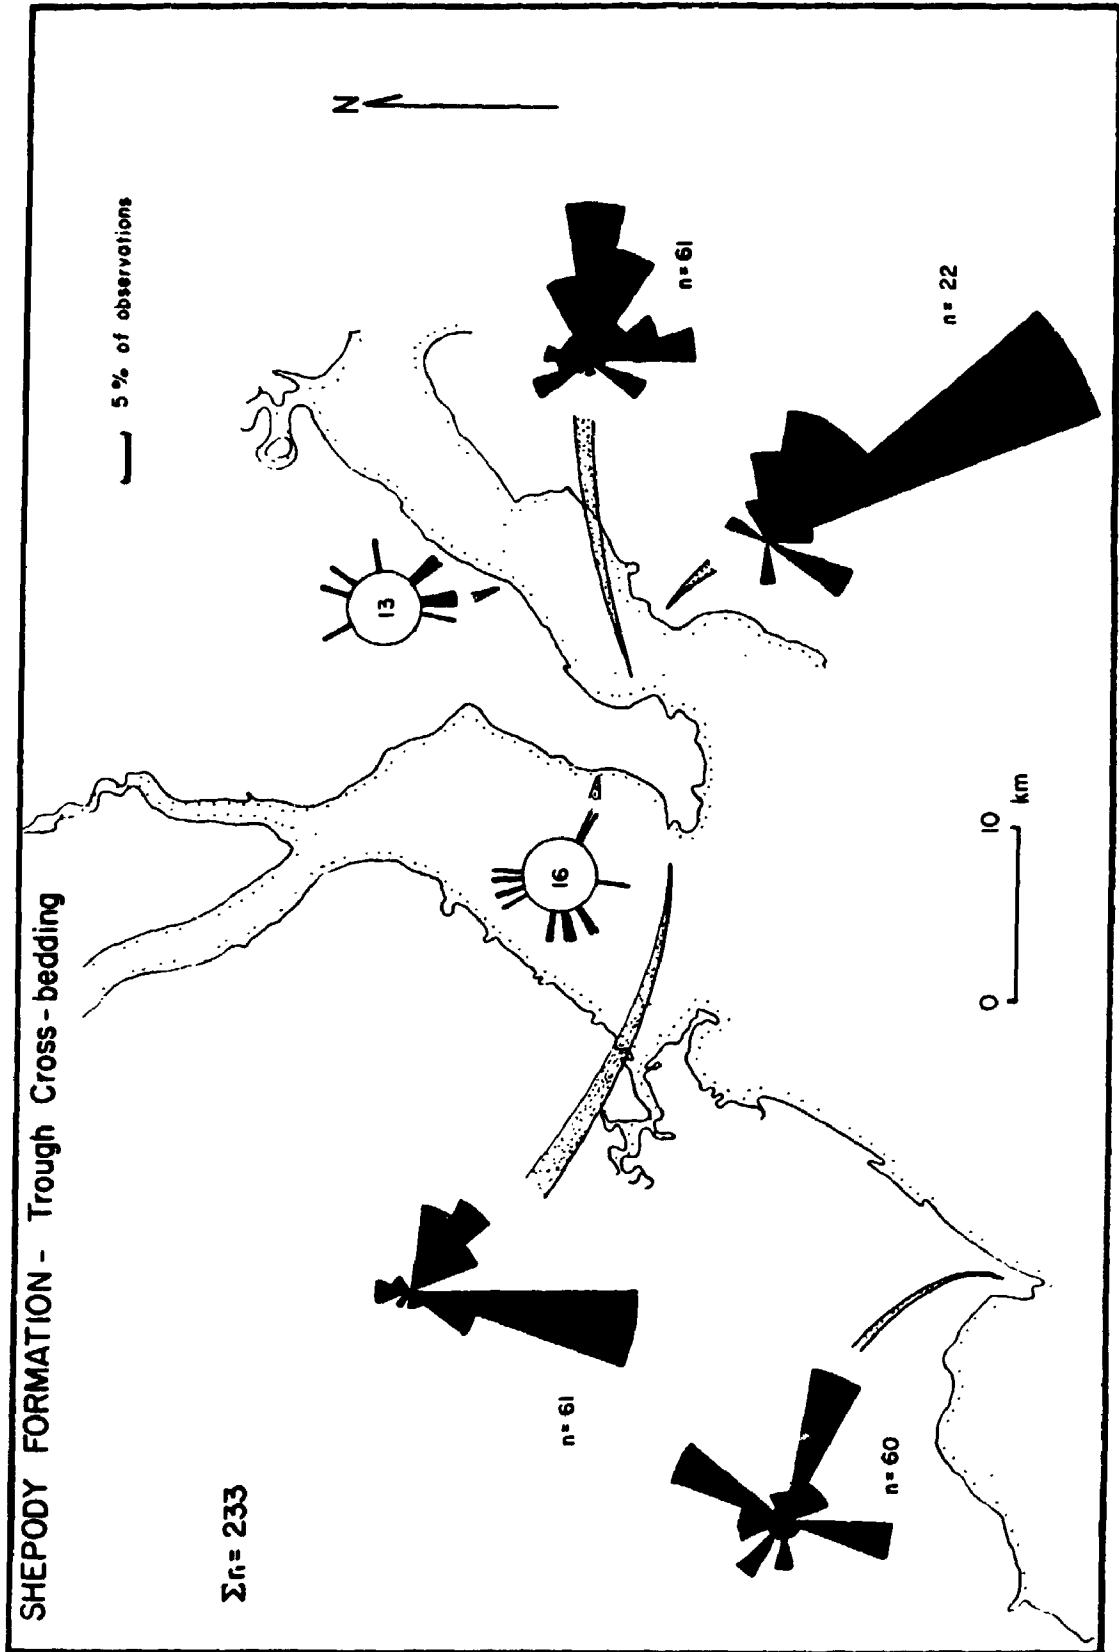 SHEPODY FORMATION - Trough Cross-bedding
5% of observations
N
Σn= 233
13
16
n= 61
n= 61
n= 60
n= 22
0 10
km